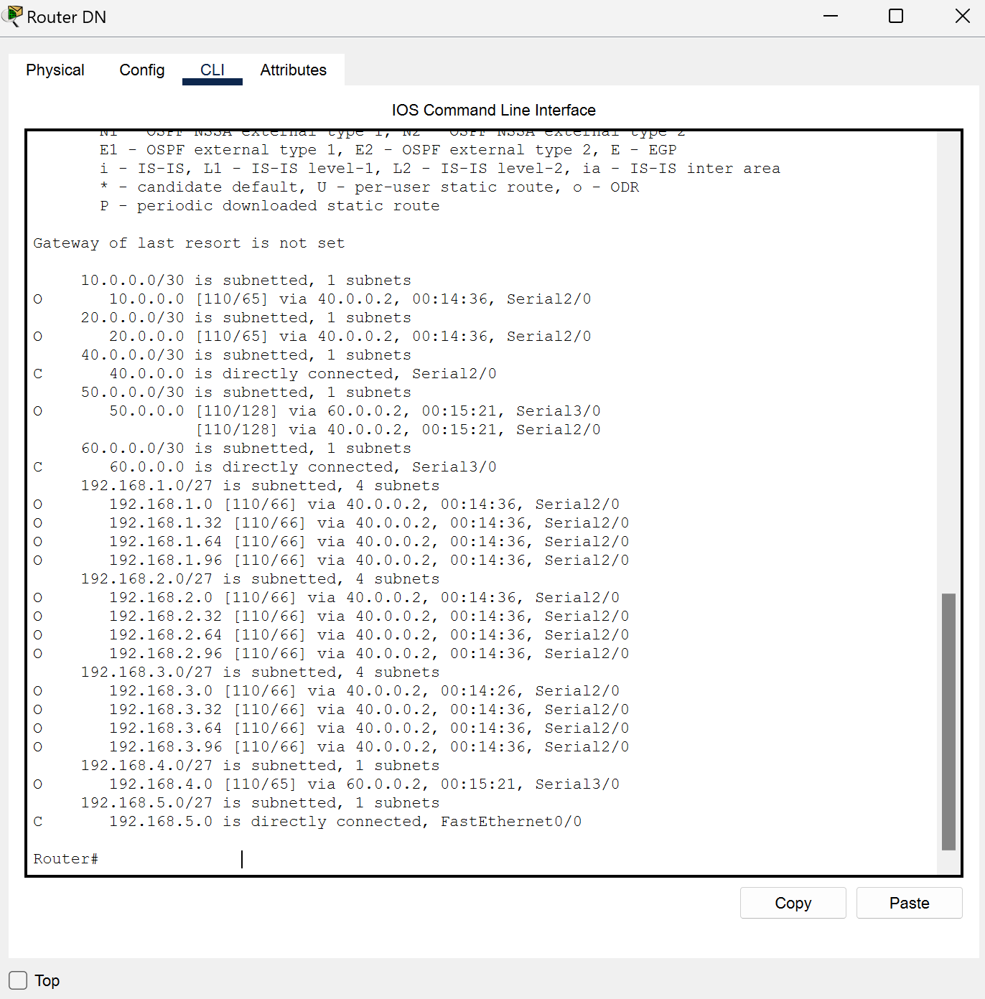 Router DN
Physical Config CLI Attributes
IOS Command Line Interface
N1 - OSPF NSSA external type 1, N2 - OSPF NSSA external type 2
E1 - OSPF external type 1, E2 - OSPF external type 2, E - EGP
i - IS-IS, L1 - IS-IS level-1, L2 - IS-IS level-2, ia - IS-IS inter area
* - candidate default, U - per-user static route, o - ODR
P - periodic downloaded static route
Gateway of last resort is not set
10.0.0.0/30 is subnetted, 1 subnets
O 10.0.0.0 [110/65] via 40.0.0.2, 00:14:36, Serial2/0
20.0.0.0/30 is subnetted, 1 subnets
O 20.0.0.0 [110/65] via 40.0.0.2, 00:14:36, Serial2/0
40.0.0.0/30 is subnetted, 1 subnets
C 40.0.0.0 is directly connected, Serial2/0
50.0.0.0/30 is subnetted, 1 subnets
O 50.0.0.0 [110/128] via 60.0.0.2, 00:15:21, Serial3/0
[110/128] via 40.0.0.2, 00:15:21, Serial2/0
60.0.0.0/30 is subnetted, 1 subnets
C 60.0.0.0 is directly connected, Serial3/0
192.168.1.0/27 is subnetted, 4 subnets
O 192.168.1.0 [110/66] via 40.0.0.2, 00:14:36, Serial2/0
O 192.168.1.32 [110/66] via 40.0.0.2, 00:14:36, Serial2/0
O 192.168.1.64 [110/66] via 40.0.0.2, 00:14:36, Serial2/0
O 192.168.1.96 [110/66] via 40.0.0.2, 00:14:36, Serial2/0
192.168.2.0/27 is subnetted, 4 subnets
O 192.168.2.0 [110/66] via 40.0.0.2, 00:14:36, Serial2/0
O 192.168.2.32 [110/66] via 40.0.0.2, 00:14:36, Serial2/0
O 192.168.2.64 [110/66] via 40.0.0.2, 00:14:36, Serial2/0
O 192.168.2.96 [110/66] via 40.0.0.2, 00:14:36, Serial2/0
192.168.3.0/27 is subnetted, 4 subnets
O 192.168.3.0 [110/66] via 40.0.0.2, 00:14:26, Serial2/0
O 192.168.3.32 [110/66] via 40.0.0.2, 00:14:36, Serial2/0
O 192.168.3.64 [110/66] via 40.0.0.2, 00:14:36, Serial2/0
O 192.168.3.96 [110/66] via 40.0.0.2, 00:14:36, Serial2/0
192.168.4.0/27 is subnetted, 1 subnets
O 192.168.4.0 [110/65] via 60.0.0.2, 00:15:21, Serial3/0
192.168.5.0/27 is subnetted, 1 subnets
C 192.168.5.0 is directly connected, FastEthernet0/0
Router#
Copy Paste
Top